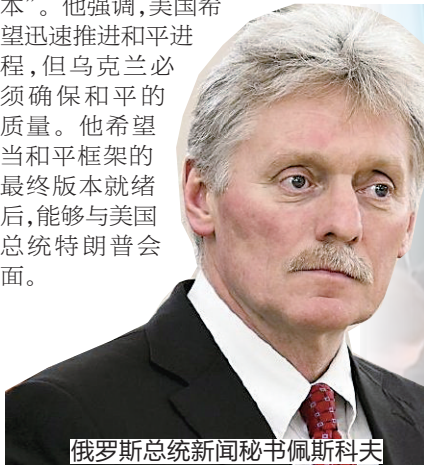 本”。他强调,美国希
望迅速推进和平进
程,但乌克兰必
须确保和平的
质量。他希望
当和平框架的
最终版本就绪
后,能够与美国
总统特朗普会
面。
俄罗斯总统新闻秘书佩斯科夫